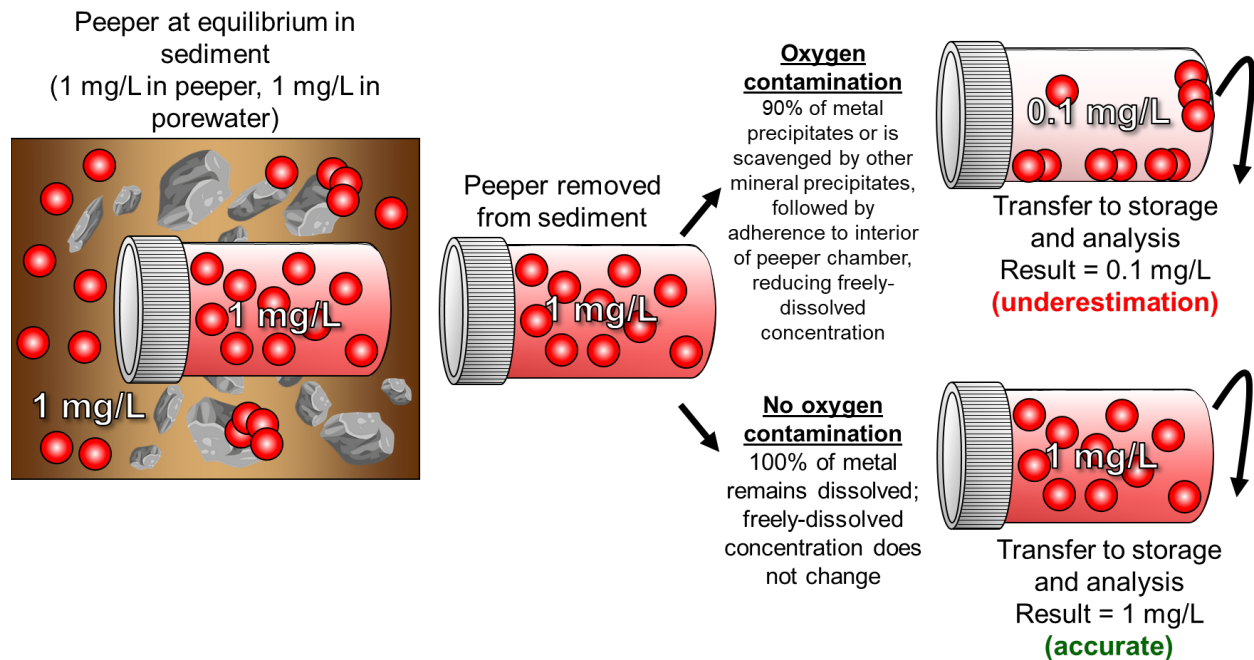 Peeper at equilibrium in
sediment
(1 mg/L in peeper, 1 mg/L in
porewater)
1 mg/L
1 mg/L
Peeper removed
from sediment
1 mg/L
Oxygen
contamination
90% of metal
precipitates or is
scavenged by other
mineral precipitates,
followed by
adherence to interior
of peeper chamber,
reducing freely-
dissolved
concentration
0.1 mg/L
Transfer to storage
and analysis
Result = 0.1 mg/L
(underestimation)
No oxygen
contamination
100% of metal
remains dissolved;
freely-dissolved
concentration does
not change
1 mg/L
Transfer to storage
and analysis
Result = 1 mg/L
(accurate)